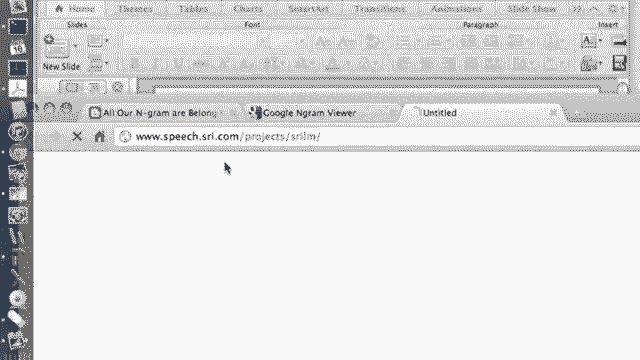 Home Themes Tables Charts SmartArt Transitions Animations Slide Show
Slides Font Paragraph Insert
New Slide
B I U
All Our N-gram are Belong Google Ngram Viewer Untitled
www.speech.sri.com/projects/srilm/